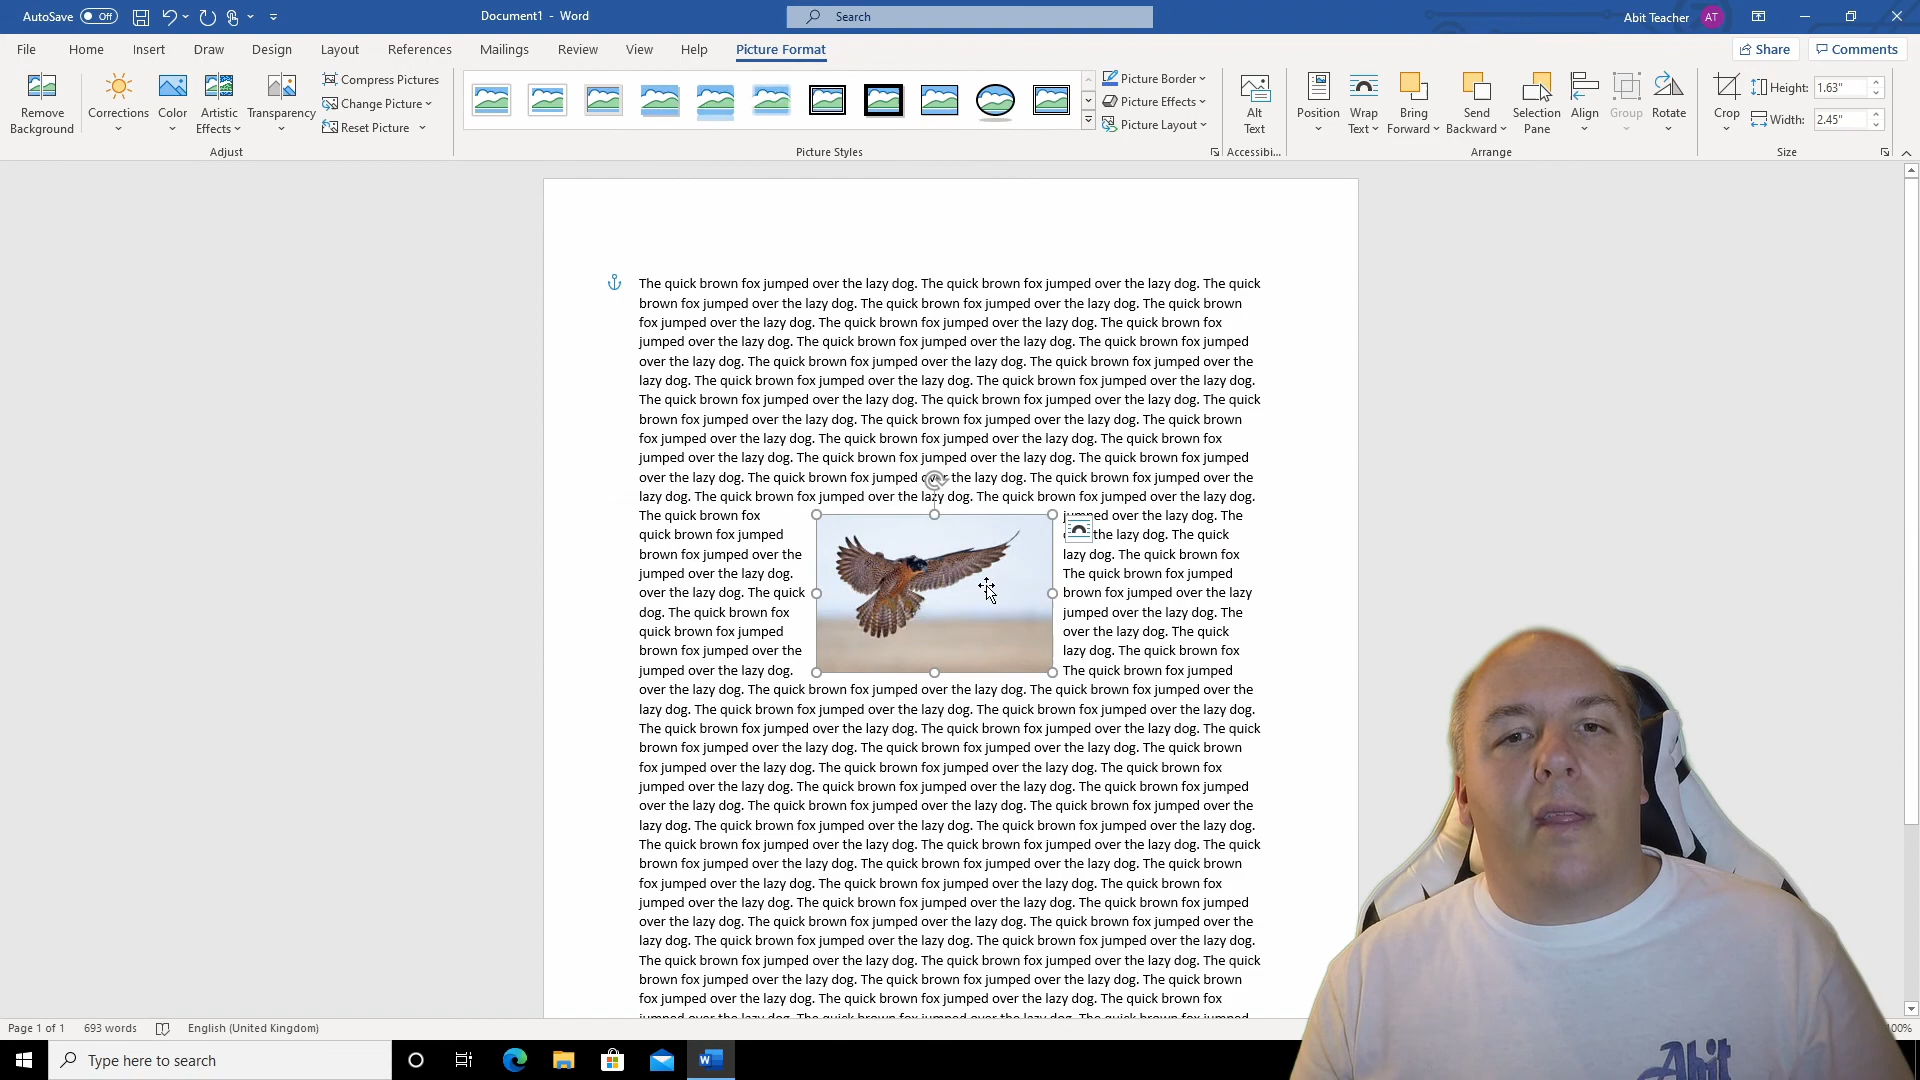 AutoSave Off
Document1 - Word
Search
Abit Teacher AT
File Home Insert Draw Design Layout References Mailings Review View Help Picture Format
Share Comments
Remove Background
Corrections
Color
Artistic Effects
Transparency
Compress Pictures
Change Picture
Reset Picture
Adjust
Picture Styles
Picture Border
Picture Effects
Picture Layout
Alt Text
Accessibi...
Position
Wrap Text
Bring Forward
Send Backward
Selection Pane
Align
Group
Rotate
Arrange
Crop
Height: 1.63"
Width: 2.45"
Size
The quick brown fox jumped over the lazy dog. The quick brown fox jumped over the lazy dog. The quick
brown fox jumped over the lazy dog. The quick brown fox jumped over the lazy dog. The quick brown
fox jumped over the lazy dog. The quick brown fox jumped over the lazy dog. The quick brown fox
jumped over the lazy dog. The quick brown fox jumped over the lazy dog. The quick brown fox jumped
over the lazy dog. The quick brown fox jumped over the lazy dog. The quick brown fox jumped over the
lazy dog. The quick brown fox jumped over the lazy dog. The quick brown fox jumped over the lazy dog.
The quick brown fox jumped over the lazy dog. The quick brown fox jumped over the lazy dog. The quick
brown fox jumped over the lazy dog. The quick brown fox jumped over the lazy dog. The quick brown
fox jumped over the lazy dog. The quick brown fox jumped over the lazy dog. The quick brown fox
jumped over the lazy dog. The quick brown fox jumped over the lazy dog. The quick brown fox jumped
over the lazy dog. The quick brown fox jumped over the lazy dog. The quick brown fox jumped over the
lazy dog. The quick brown fox jumped over the lazy dog. The quick brown fox jumped over the lazy dog.
The quick brown fox jumped over the lazy dog. The
quick brown fox jumped the lazy dog. The quick
brown fox jumped over the lazy dog. The quick brown fox
jumped over the lazy dog. The quick brown fox jumped
over the lazy dog. The quick brown fox jumped over the lazy
dog. The quick brown fox jumped over the lazy dog. The
quick brown fox jumped over the lazy dog. The quick
brown fox jumped over the lazy dog. The quick brown fox
jumped over the lazy dog. The quick brown fox jumped
over the lazy dog. The quick brown fox jumped over the lazy dog. The quick brown fox jumped over the
lazy dog. The quick brown fox jumped over the lazy dog. The quick brown fox jumped over the lazy dog.
The quick brown fox jumped over the lazy dog. The quick brown fox jumped over the lazy dog. The quick
brown fox jumped over the lazy dog. The quick brown fox jumped over the lazy dog. The quick brown
fox jumped over the lazy dog. The quick brown fox jumped over the lazy dog. The quick brown fox
jumped over the lazy dog. The quick brown fox jumped over the lazy dog. The quick brown fox jumped
over the lazy dog. The quick brown fox jumped over the lazy dog. The quick brown fox jumped over the
lazy dog. The quick brown fox jumped over the lazy dog. The quick brown fox jumped over the lazy dog.
The quick brown fox jumped over the lazy dog. The quick brown fox jumped over the lazy dog. The quick
brown fox jumped over the lazy dog. The quick brown fox jumped over the lazy dog. The quick brown
fox jumped over the lazy dog. The quick brown fox jumped over the lazy dog. The quick brown fox
jumped over the lazy dog. The quick brown fox jumped over the lazy dog. The quick brown fox jumped
over the lazy dog. The quick brown fox jumped over the lazy dog. The quick brown fox jumped over the
lazy dog. The quick brown fox jumped over the lazy dog. The quick brown fox jumped over the lazy dog.
The quick brown fox jumped over the lazy dog. The quick brown fox jumped over the lazy dog. The quick
brown fox jumped over the lazy dog. The quick brown fox jumped over the lazy dog. The quick brown
fox jumped over the lazy dog. The quick brown fox jumped over the lazy dog. The quick brown fox
jumped over the lazy dog. The quick brown fox jumped over the lazy dog. The quick brown fox jumped
Page 1 of 1 693 words English (United Kingdom)
100%
Type here to search
Abit